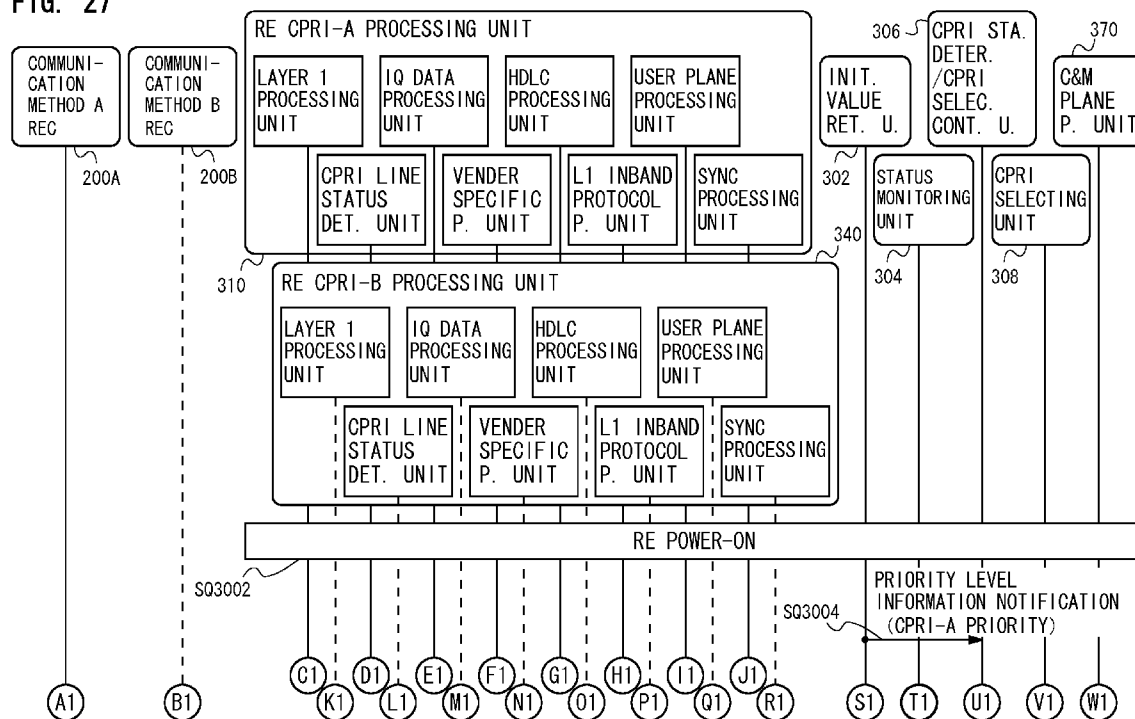 FIG. 27
COMMUNI-
CATION
METHOD A
REC
200A
COMMUNI-
CATION
METHOD B
REC
200B
RE CPRI-A PROCESSING UNIT
LAYER 1
PROCESSING
UNIT
IQ DATA
PROCESSING
UNIT
HDLC
PROCESSING
UNIT
USER PLANE
PROCESSING
UNIT
CPRI LINE
STATUS
DET. UNIT
VENDER
SPECIFIC
P. UNIT
L1 INBAND
PROTOCOL
P. UNIT
SYNC
PROCESSING
UNIT
310
RE CPRI-B PROCESSING UNIT
340
LAYER 1
PROCESSING
UNIT
IQ DATA
PROCESSING
UNIT
HDLC
PROCESSING
UNIT
USER PLANE
PROCESSING
UNIT
CPRI LINE
STATUS
DET. UNIT
VENDER
SPECIFIC
P. UNIT
L1 INBAND
PROTOCOL
P. UNIT
SYNC
PROCESSING
UNIT
INIT.
VALUE
RET. U.
302
STATUS
MONITORING
UNIT
304
306
CPRI STA.
DETER.
/CPRI
SELEC.
CONT. U.
CPRI
SELECTING
UNIT
308
370
C&M
PLANE
P. UNIT
RE POWER-ON
SQ3002
PRIORITY LEVEL
INFORMATION NOTIFICATION
(CPRI-A PRIORITY)
SQ3004
A1
B1
C1
K1
D1
L1
E1
M1
F1
N1
G1
O1
H1
P1
I1
Q1
J1
R1
S1
T1
U1
V1
W1